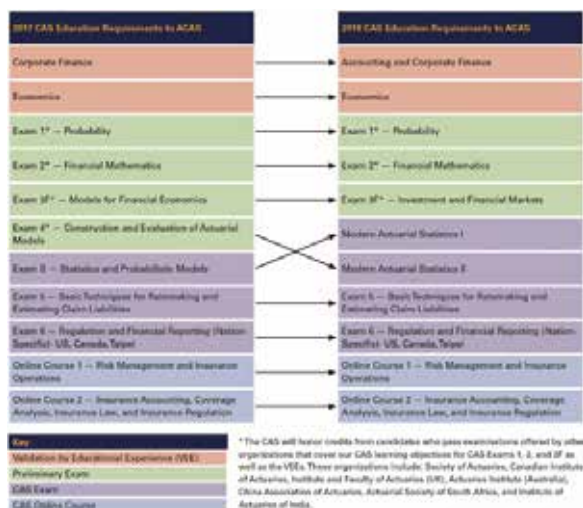 2017 CAS Education Requirements to ACAS
2018 CAS Education Requirements to ACAS
Corporate Finance
Accounting and Corporate Finance
Economics
Economics
Exam 1* — Probability
Exam 1* — Probability
Exam 2* — Financial Mathematics
Exam 2* — Financial Mathematics
Exam 3F* — Models for Financial Economics
Exam 3F* — Investment and Financial Markets
Exam 4* — Construction and Evaluation of Actuarial
Models
Modern Actuarial Statistics I
Exam S — Statistics and Probabilistic Models
Modern Actuarial Statistics II
Exam 5 — Basic Techniques for Ratemaking and
Estimating Claim Liabilities
Exam 5 — Basic Techniques for Ratemaking and
Estimating Claim Liabilities
Exam 6 — Regulation and Financial Reporting (Nation
Specific)- US, Canada, Taipei
Exam 6 — Regulation and Financial Reporting (Nation-
Specific)- US, Canada, Taipei
Online Course 1 — Risk Management and Insurance
Operations
Online Course 1 — Risk Management and Insurance
Operations
Online Course 2 — Insurance Accounting, Coverage
Analysis, Insurance Law, and Insurance Regulation
Online Course 2 — Insurance Accounting, Coverage
Analysis, Insurance Law, and Insurance Regulation
Key
Validation by Educational Experience (VEE)
Preliminary Exam
CAS Exam
CAS Online Course
* The CAS will honor credits from candidates who pass examinations offered by other
organizations that cover our CAS learning objectives for CAS Exams 1, 2, and 3F as
well as the VEEs. These organizations include: Society of Actuaries, Canadian Institute
of Actuaries, Institute and Faculty of Actuaries (UK), Actuaries Institute (Australia),
China Association of Actuaries, Actuarial Society of South Africa, and Institute of
Actuaries of India.